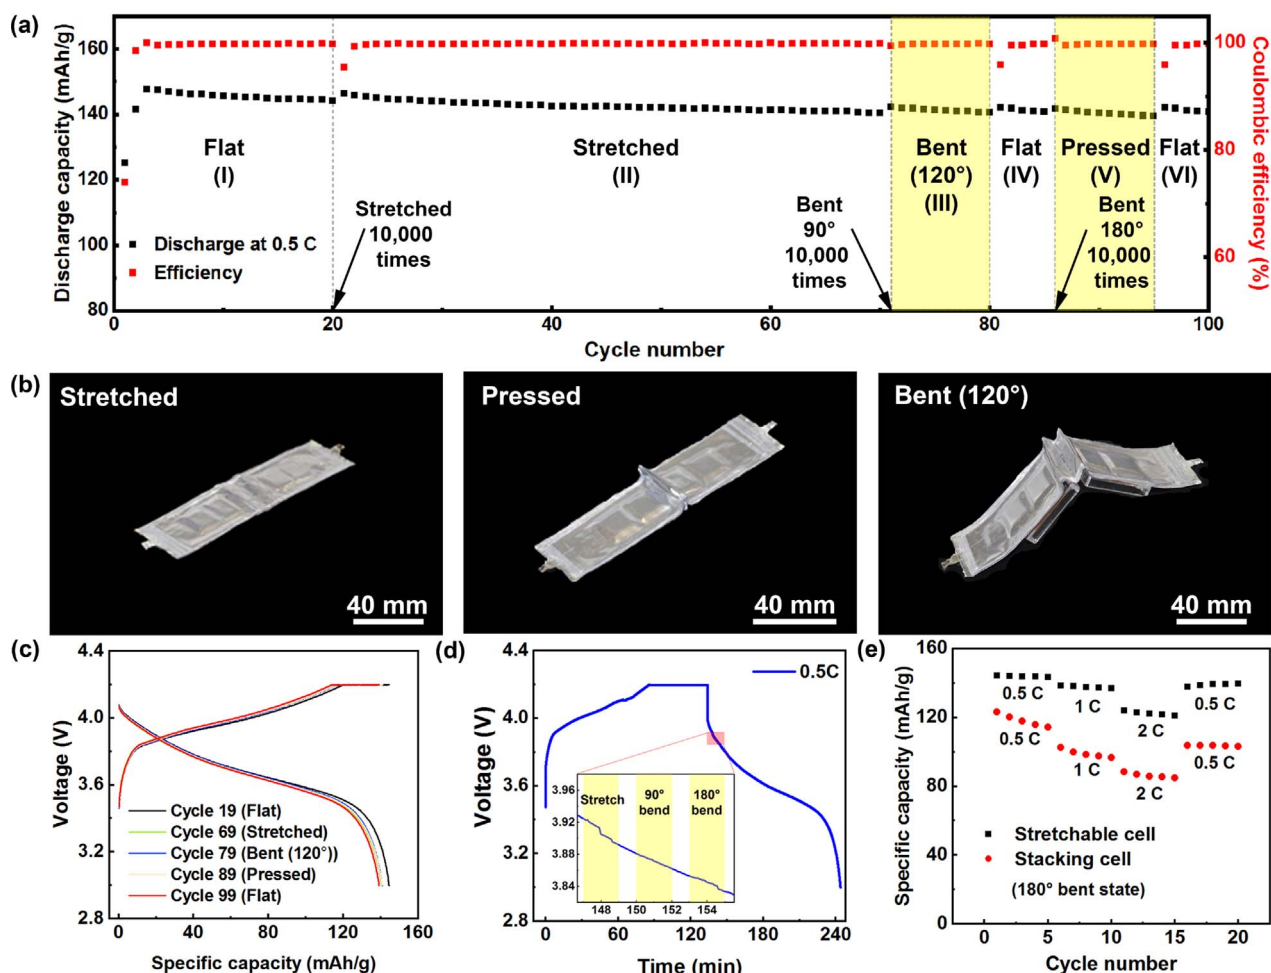 (a)
Discharge capacity (mAh/g)
160
140
120
100
80
Flat
(I)
Stretched
(II)
Bent
(120°)
(III)
Flat
(IV)
Pressed
(V)
Flat
(VI)
Stretched
10,000
times
Bent
90°
10,000
times
Bent
180°
10,000
times
Discharge at 0.5 C
Efficiency
100
80
60
Coulombic efficiency (%)
0 20 40 60 80 100
Cycle number
(b)
Stretched
40 mm
Pressed
40 mm
Bent (120°)
40 mm
(c)
Voltage (V)
4.4
4.0
3.6
3.2
2.8
Cycle 19 (Flat)
Cycle 69 (Stretched)
Cycle 79 (Bent (120°))
Cycle 89 (Pressed)
Cycle 99 (Flat)
0 40 80 120 160
Specific capacity (mAh/g)
(d)
Voltage (V)
4.4
4.0
3.6
3.2
2.8
0.5C
3.96
3.92
3.88
3.84
Stretch
90°
bend
180°
bend
148 150 152 154
0 60 120 180 240
Time (min)
(e)
Specific capacity (mAh/g)
160
120
80
40
0
0.5 C
1 C
2 C
0.5 C
0.5 C
1 C
2 C
0.5 C
Stretchable cell
Stacking cell
(180° bent state)
0 5 10 15 20
Cycle number